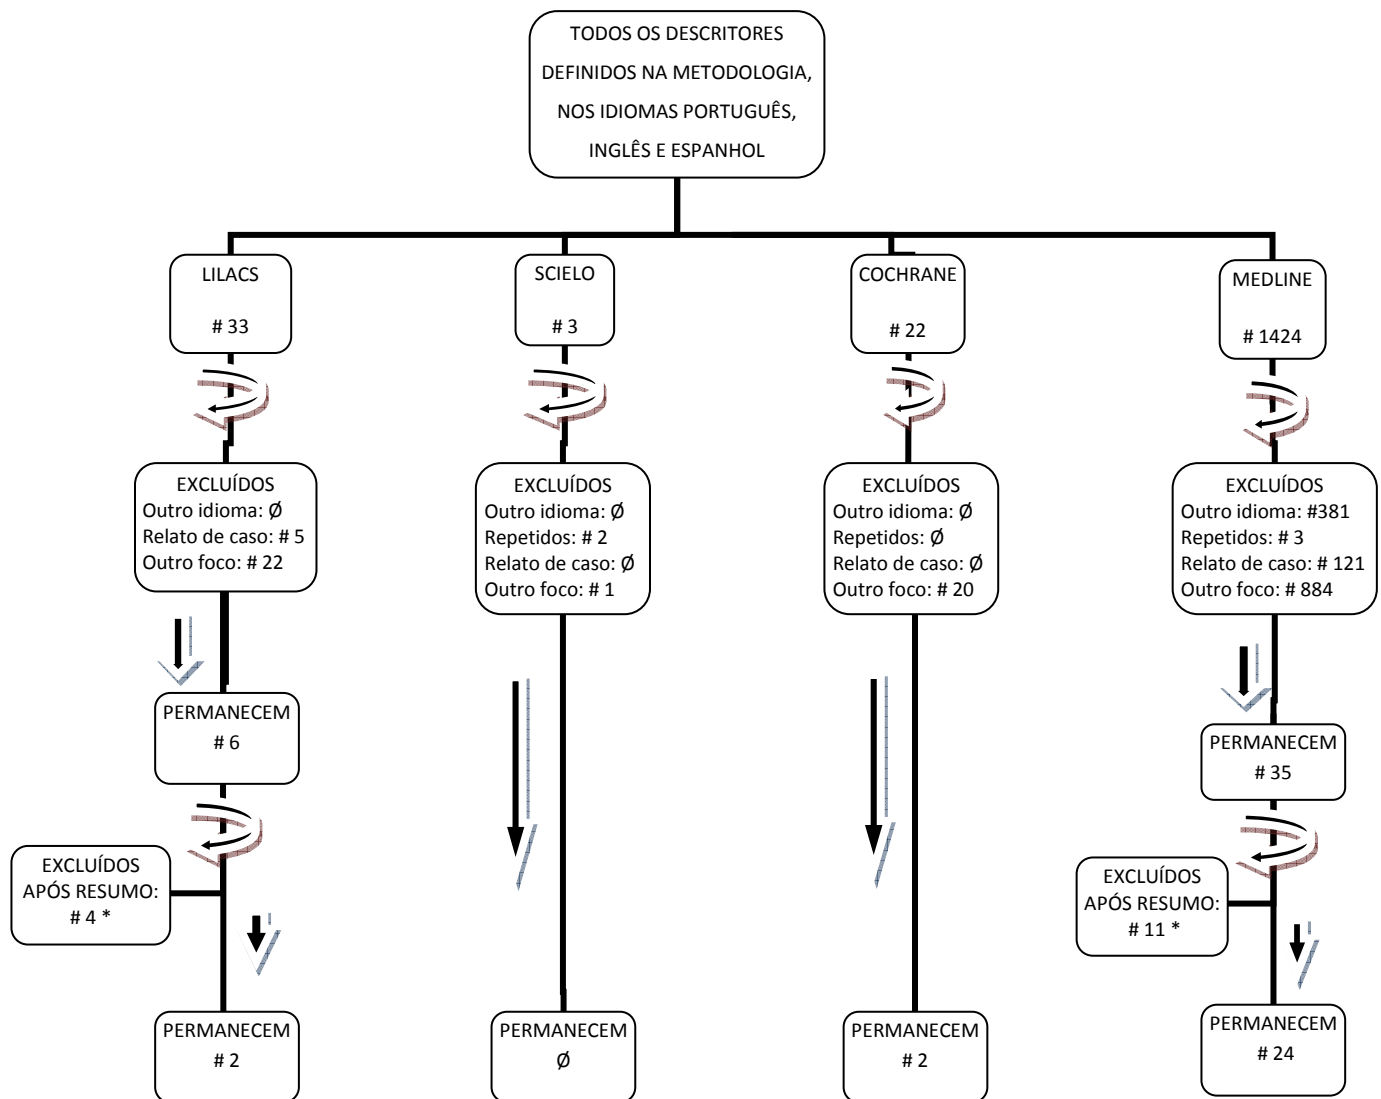 TODOS OS DESCRITORES
DEFINIDOS NA METODOLOGIA,
NOS IDIOMAS PORTUGUÊS,
INGLÊS E ESPANHOL
LILACS
# 33
SCIELO
# 3
COCHRANE
# 22
MEDLINE
# 1424
EXCLUÍDOS
Outro idioma: Ø
Relato de caso: # 5
Outro foco: # 22
EXCLUÍDOS
Outro idioma: Ø
Repetidos: # 2
Relato de caso: Ø
Outro foco: # 1
EXCLUÍDOS
Outro idioma: Ø
Repetidos: Ø
Relato de caso: Ø
Outro foco: # 20
EXCLUÍDOS
Outro idioma: #381
Repetidos: # 3
Relato de caso: # 121
Outro foco: # 884
PERMANECEM
# 6
PERMANECEM
# 35
EXCLUÍDOS
APÓS RESUMO:
# 4 *
EXCLUÍDOS
APÓS RESUMO:
# 11 *
PERMANECEM
# 2
PERMANECEM
Ø
PERMANECEM
# 2
PERMANECEM
# 24